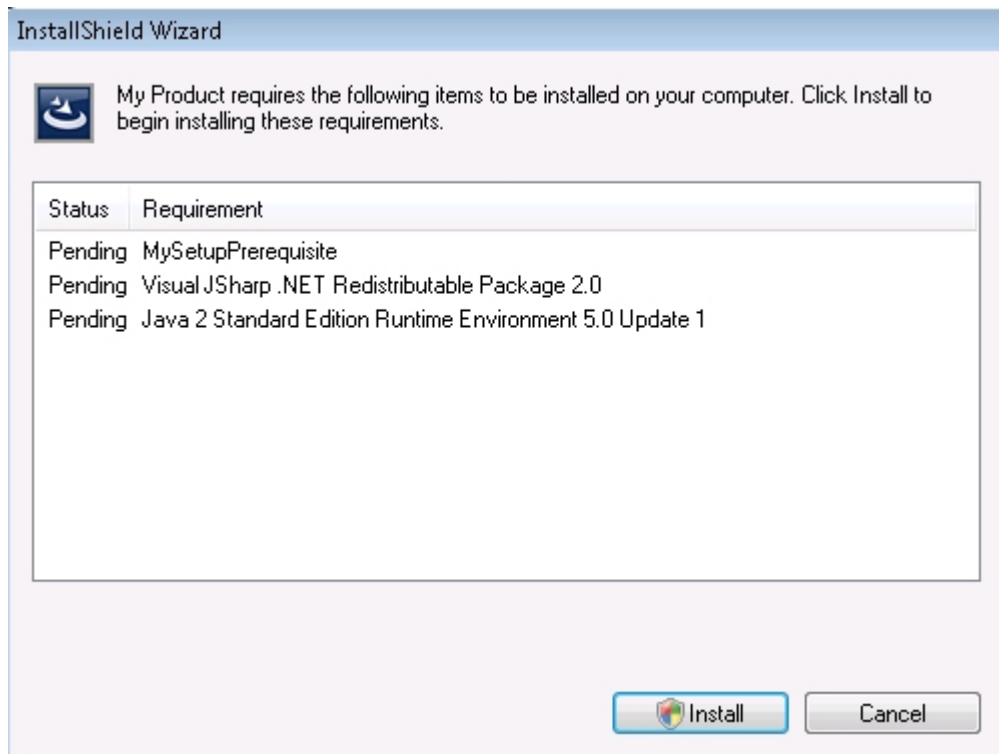 InstallShield Wizard
My Product requires the following items to be installed on your computer. Click Install to
begin installing these requirements.
Status Requirement
Pending MySetupPrerequisite
Pending Visual JSharp .NET Redistributable Package 2.0
Pending Java 2 Standard Edition Runtime Environment 5.0 Update 1
Install Cancel